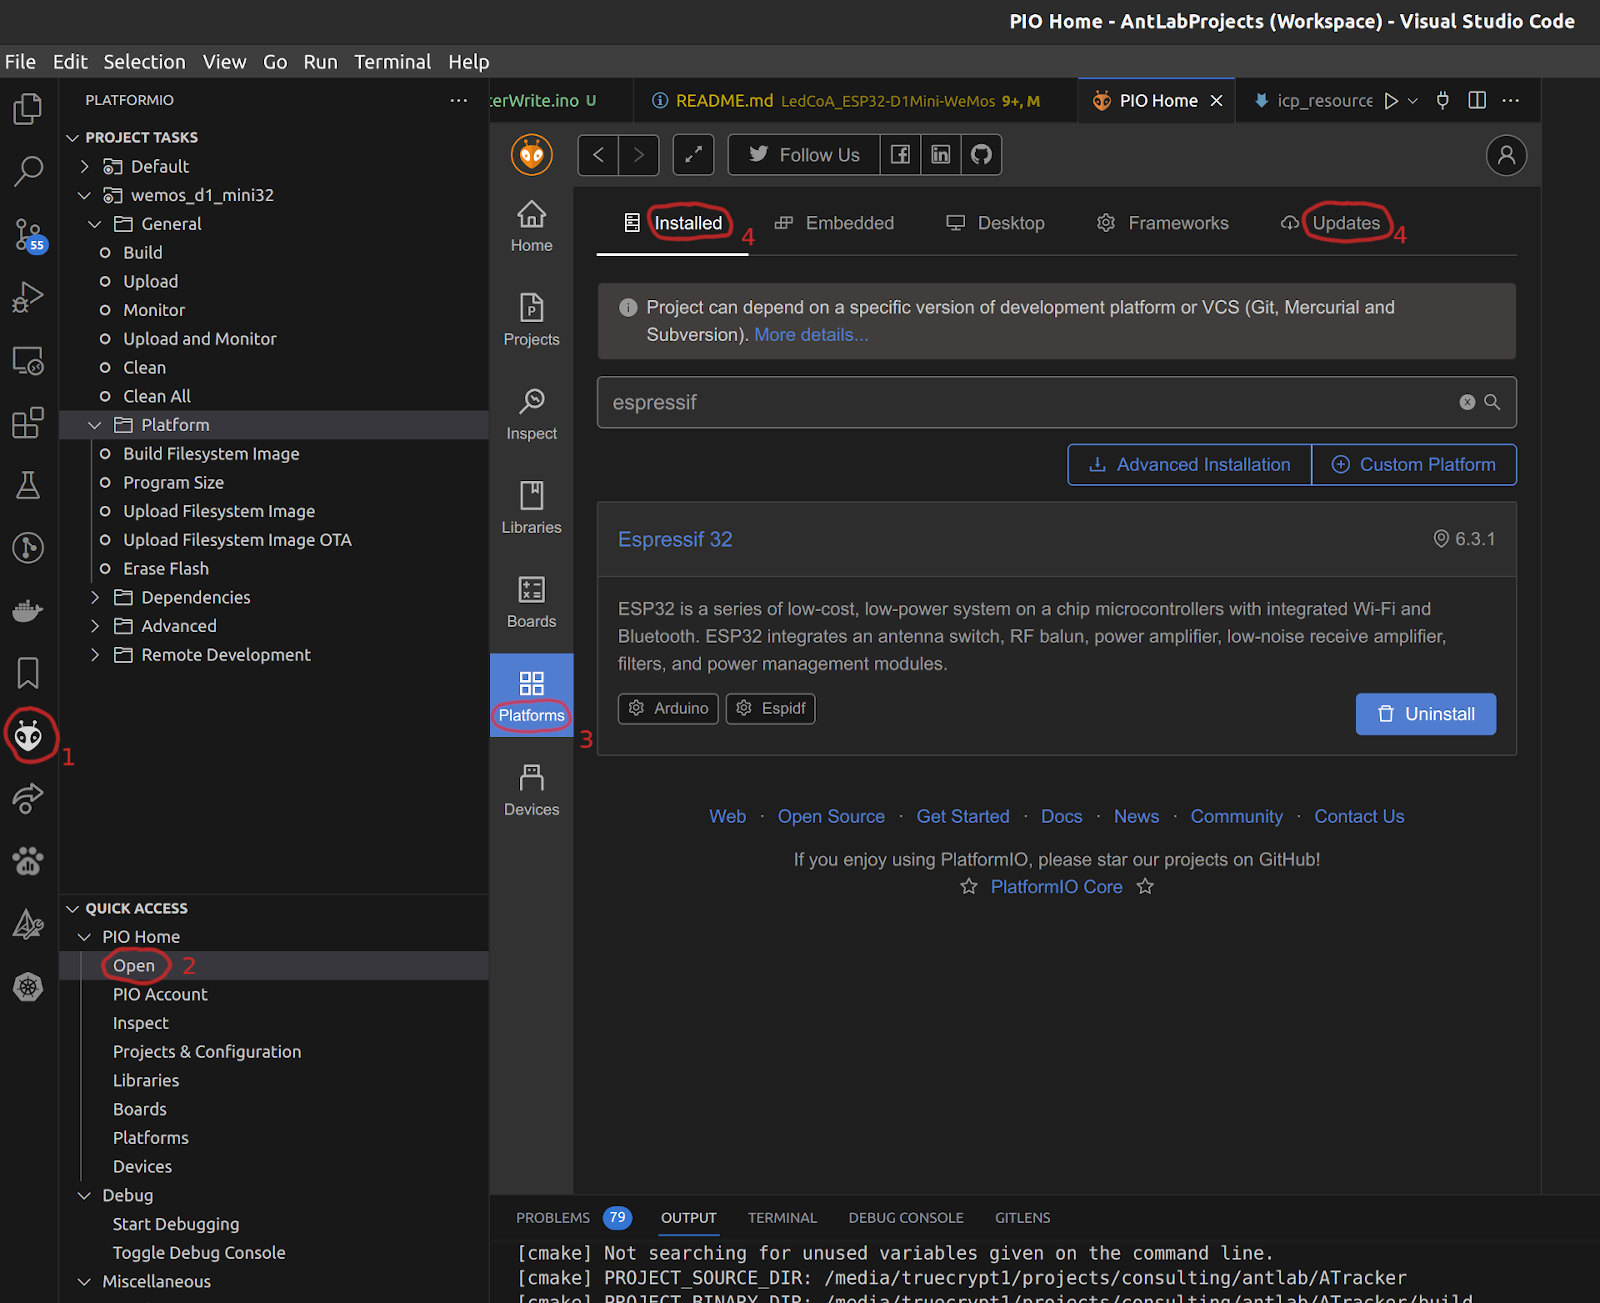 PIO Home - AntLabProjects (Workspace) - Visual Studio Code
File Edit Selection View Go Run Terminal Help
PLATFORMIO
terWrite.ino U
README.md LedCoA_ESP32-D1Mini-WeMos 9+, M
PIO Home
icp_resource
PROJECT TASKS
Default
wemos_d1_mini32
General
Build
Upload
Monitor
Upload and Monitor
Clean
Clean All
Platform
Build Filesystem Image
Program Size
Upload Filesystem Image
Upload Filesystem Image OTA
Erase Flash
Dependencies
Advanced
Remote Development
55
1
QUICK ACCESS
PIO Home
Open 2
PIO Account
Inspect
Projects & Configuration
Libraries
Boards
Platforms
Devices
Debug
Start Debugging
Toggle Debug Console
Miscellaneous
Follow Us
Home
Projects
Inspect
Libraries
Boards
Platforms 3
Devices
Installed 4 Embedded Desktop Frameworks Updates 4
Project can depend on a specific version of development platform or VCS (Git, Mercurial and
Subversion). More details...
espressif
Advanced Installation Custom Platform
Espressif 32 6.3.1
ESP32 is a series of low-cost, low-power system on a chip microcontrollers with integrated Wi-Fi and
Bluetooth. ESP32 integrates an antenna switch, RF balun, power amplifier, low-noise receive amplifier,
filters, and power management modules.
Arduino Espidf Uninstall
Web · Open Source · Get Started · Docs · News · Community · Contact Us
If you enjoy using PlatformIO, please star our projects on GitHub!
PlatformIO Core
PROBLEMS 79 OUTPUT TERMINAL DEBUG CONSOLE GITLENS
[cmake] Not searching for unused variables given on the command line.
[cmake] PROJECT_SOURCE_DIR: /media/truecrypt1/projects/consulting/antlab/ATracker
[cmake] PROJECT_BINARY_DIR: /media/truecrypt1/projects/consulting/antlab/ATracker/build